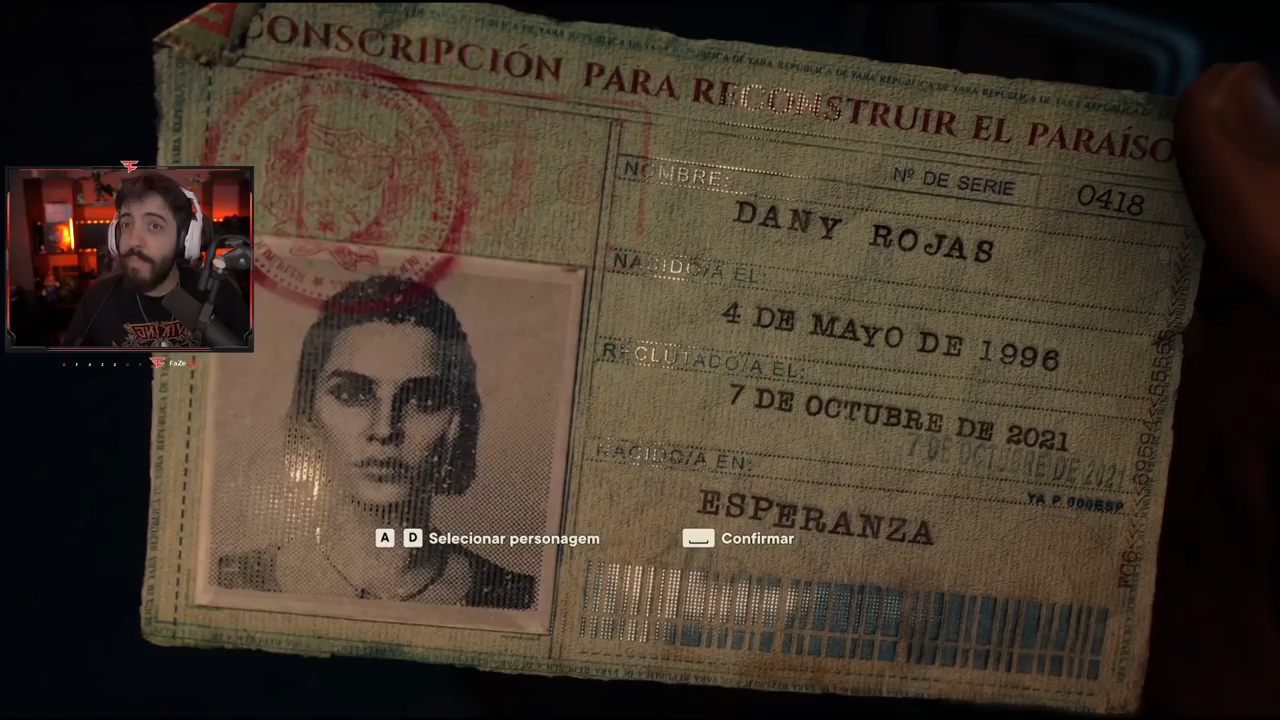 CONSCRIPCIÓN PARA RECONSTRUIR EL PARAÍSO
NOMBRE:
Nº DE SERIE
0418
DANY ROJAS
NACIDO/A EL:
4 DE MAYO DE 1996
RECLUTADO/A EL:
7 DE OCTUBRE DE 2021
7 DE OCTUBRE DE 2021
NACIDO/A EN:
YA P 000ESP
ESPERANZA
A D Selecionar personagem
Confirmar
VIKING
FaZe